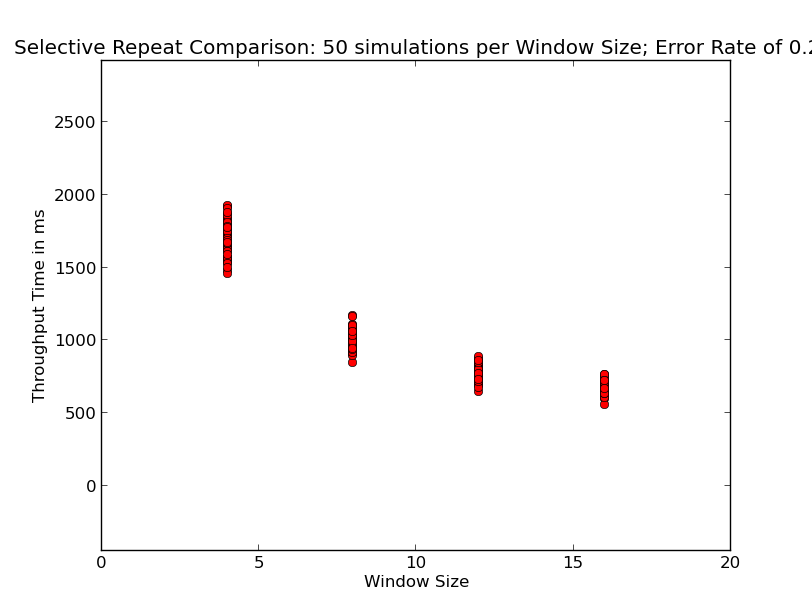 Selective Repeat Comparison: 50 simulations per Window Size; Error Rate of 0.2
2500
2000
1500
1000
500
0
Throughput Time in ms
0 5 10 15 20
Window Size